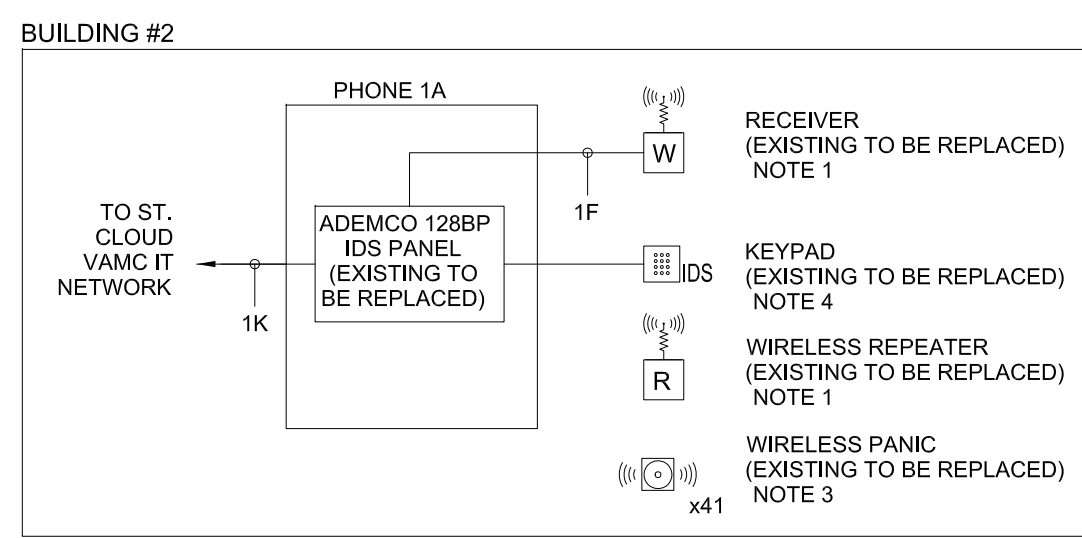 BUILDING #2
PHONE 1A
TO ST.
CLOUD
VAMC IT
NETWORK
1K
ADEMCO 128BP
IDS PANEL
(EXISTING TO
BE REPLACED)
1F
W
RECEIVER
(EXISTING TO BE REPLACED)
NOTE 1
IDS
KEYPAD
(EXISTING TO BE REPLACED)
NOTE 4
R
WIRELESS REPEATER
(EXISTING TO BE REPLACED)
NOTE 1
x41
WIRELESS PANIC
(EXISTING TO BE REPLACED)
NOTE 3